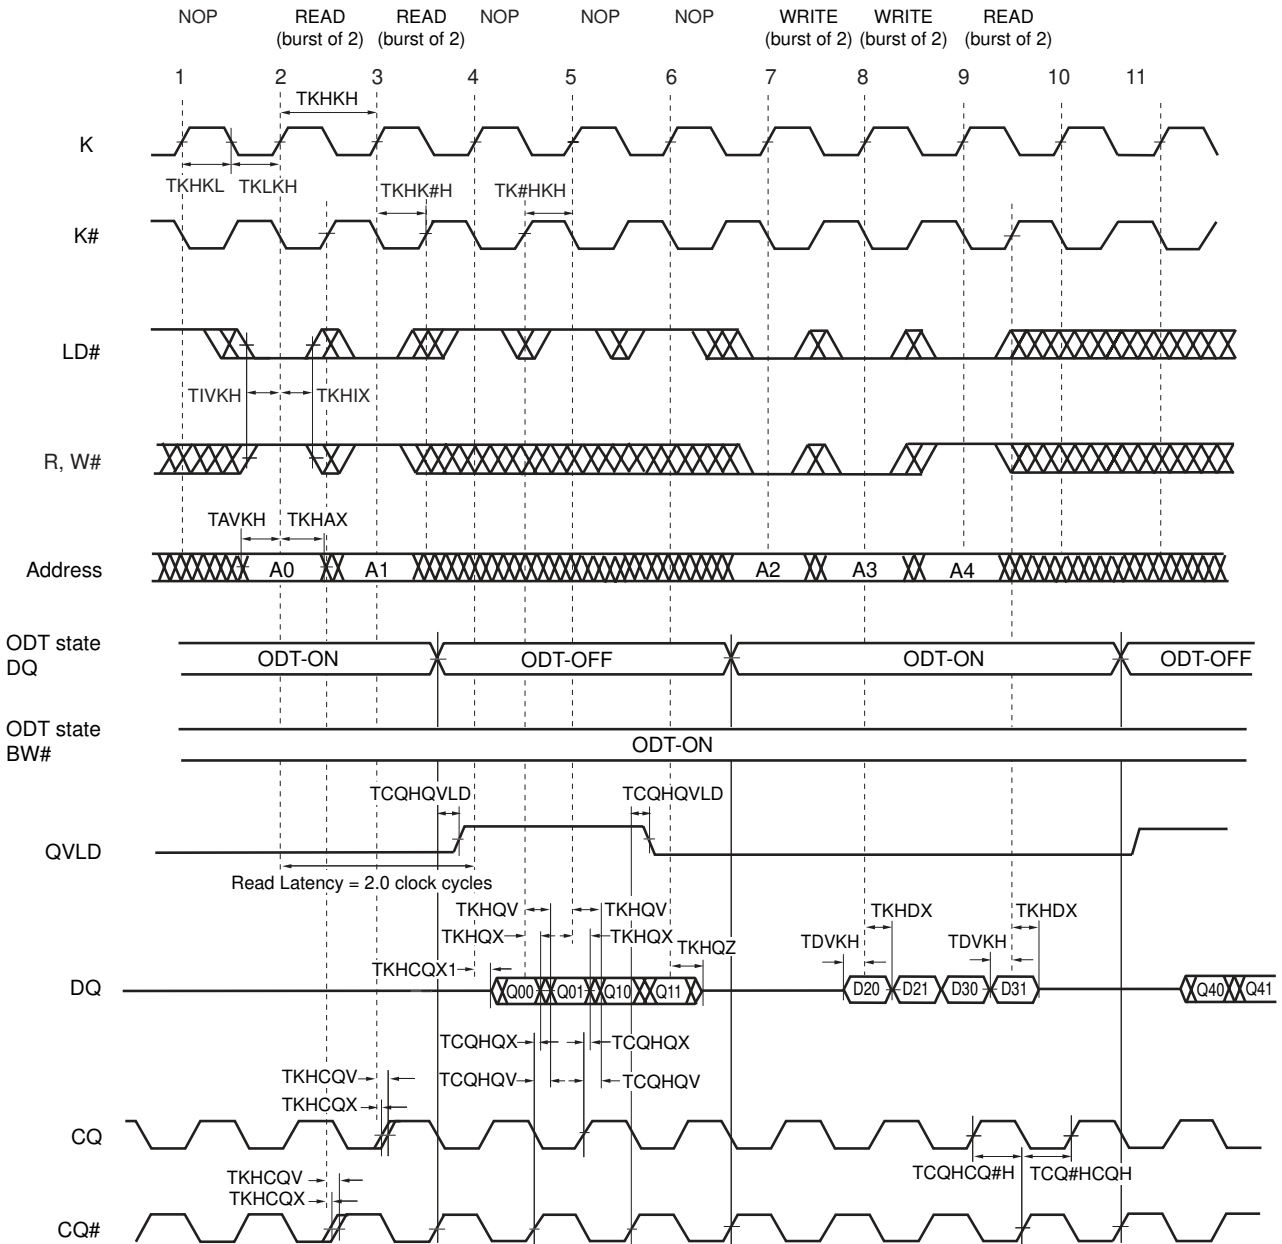 NOP READ READ NOP NOP NOP WRITE WRITE READ
(burst of 2) (burst of 2) (burst of 2) (burst of 2) (burst of 2)
1 2 3 4 5 6 7 8 9 10 11
TKHKH
K
TKHKL TKLKH TKHK#H TK#HKH
K#
LD#
TIVKH TKHIX
R, W#
TAVKH TKHAX
Address A0 A1 A2 A3 A4
ODT state
DQ
ODT-ON ODT-OFF ODT-ON ODT-OFF
ODT state
BW#
ODT-ON
TCQHQVLD TCQHQVLD
QVLD
Read Latency = 2.0 clock cycles
TKHQV TKHQV TKHDX TKHDX
TKHQX TKHQX TKHQZ TDVKH TDVKH
TKHCQX1
DQ Q00 Q01 Q10 Q11 D20 D21 D30 D31 Q40 Q41
TCQHQX TCQHQX
TKHCQV TCQHQV TCQHQV
TKHCQX
CQ
TCQHCQ#H TCQ#HCQH
TKHCQV
TKHCQX
CQ#